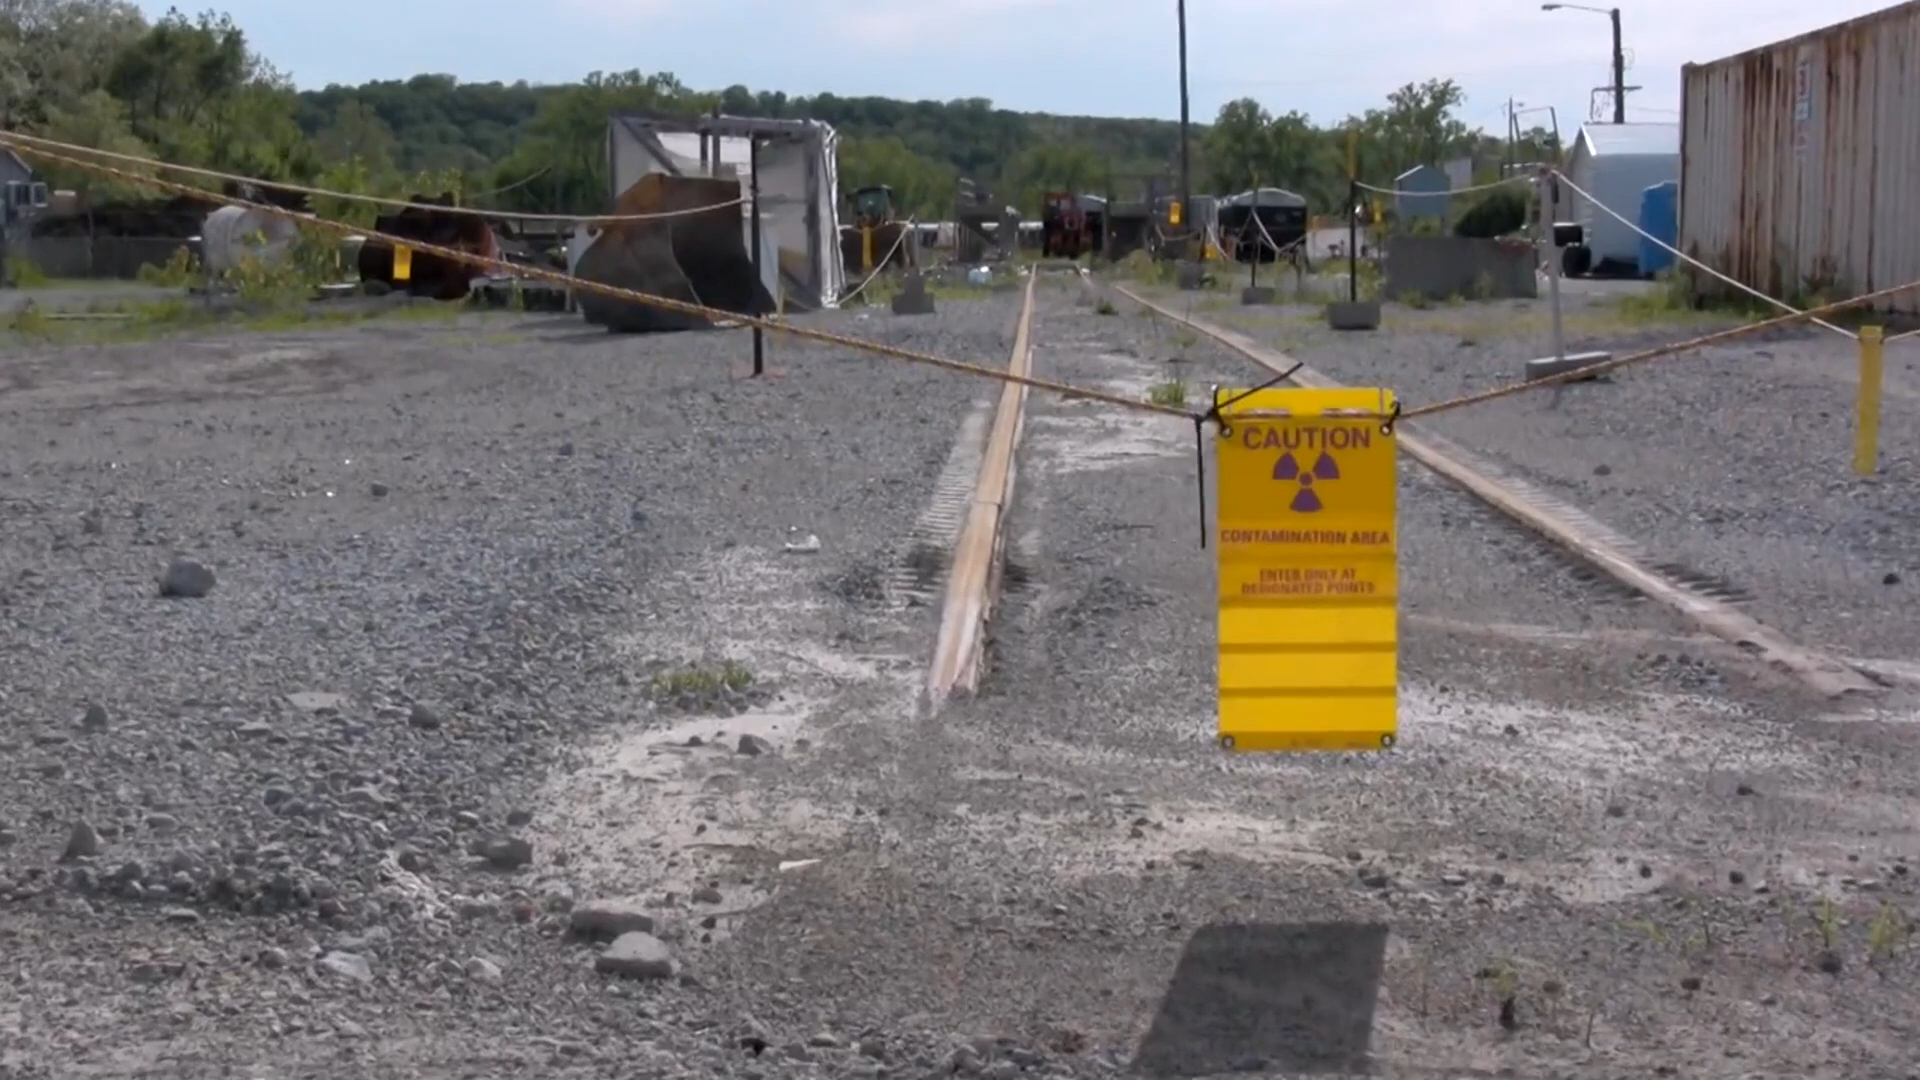 CAUTION
CONTAMINATION AREA
ENTER ONLY AT
DESIGNATED POINTS